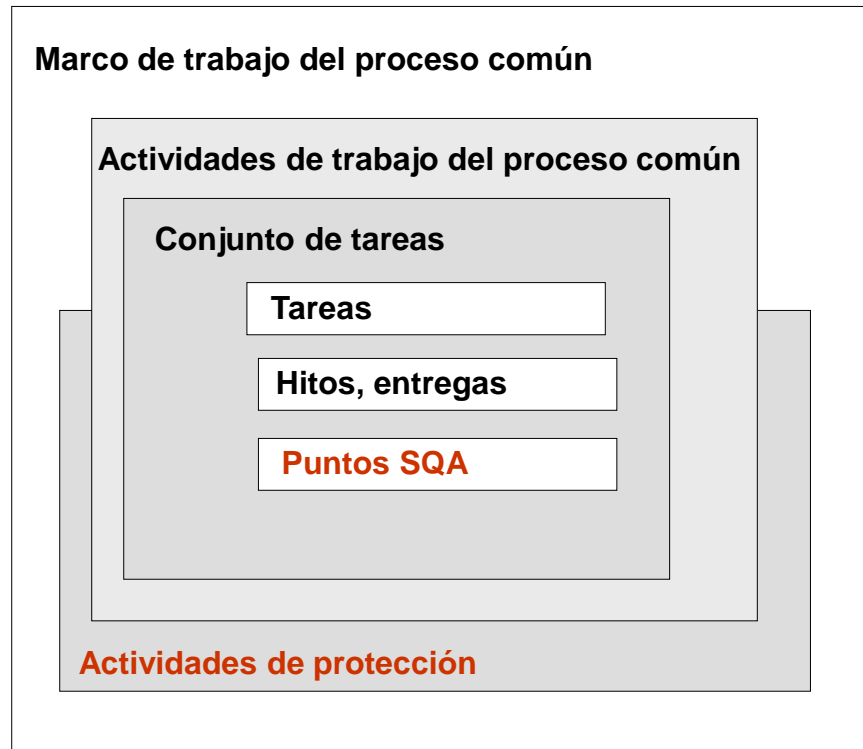 Marco de trabajo del proceso común
Actividades de trabajo del proceso común
Conjunto de tareas
Tareas
Hitos, entregas
Puntos SQA
Actividades de protección